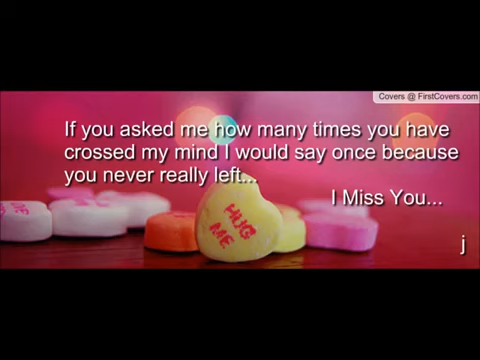 Covers @ FirstCovers.com
If you asked me how many times you have
crossed my mind I would say once because
you never really left...
I Miss You...
HUG
ME
j